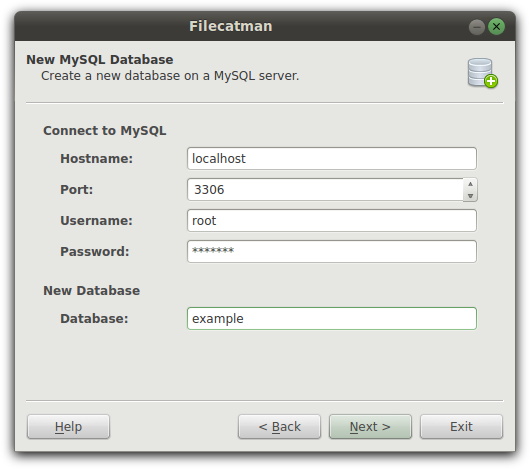 Filecatman
New MySQL Database
Create a new database on a MySQL server.
Connect to MySQL
Hostname: localhost
Port: 3306
Username: root
Password: *******
New Database
Database: example
Help < Back Next > Exit